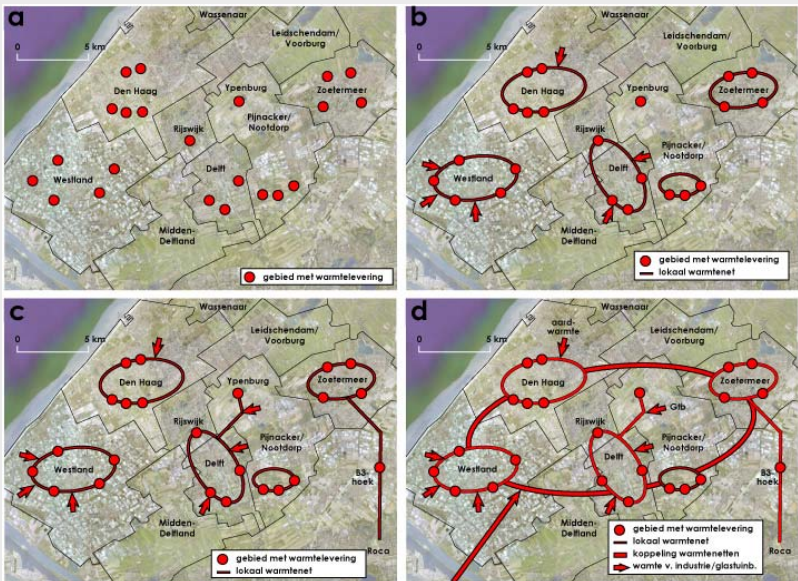 a
Wassenaar
Leidschendam/
Voorburg
0 5 km
Den Haag
Ypenburg
Zoetermeer
Pijnacker/
Nootdorp
Rijswijk
Delft
Westland
Midden-
Delfland
gebied met warmtelevering
b
Wassenaar
Leidschendam/
Voorburg
0 5 km
Den Haag
Ypenburg
Zoetermeer
Rijswijk
Pijnacker/
Nootdorp
Delft
Westland
Midden-
Delfland
gebied met warmtelevering
lokaal warmtenet
c
Wassenaar
Leidschendam/
Voorburg
0 5 km
Den Haag
Ypenburg
Zoetermeer
Rijswijk
Pijnacker/
Nootdorp
Delft
Westland
B3-
hoek
Midden-
Delfland
Roca
gebied met warmtelevering
lokaal warmtenet
d
Wassenaar
aard-
warmte
Leidschendam/
Voorburg
0 5 km
Den Haag
Ypenburg
Zoetermeer
Gtb
Rijswijk
Pijnacker/
Nootdorp
Delft
Westland
B3-
hoek
Midden-
Delfland
Roca
gebied met warmtelevering
lokaal warmtenet
koppeling warmtenetten
warmte v. industrie/glastuinb.